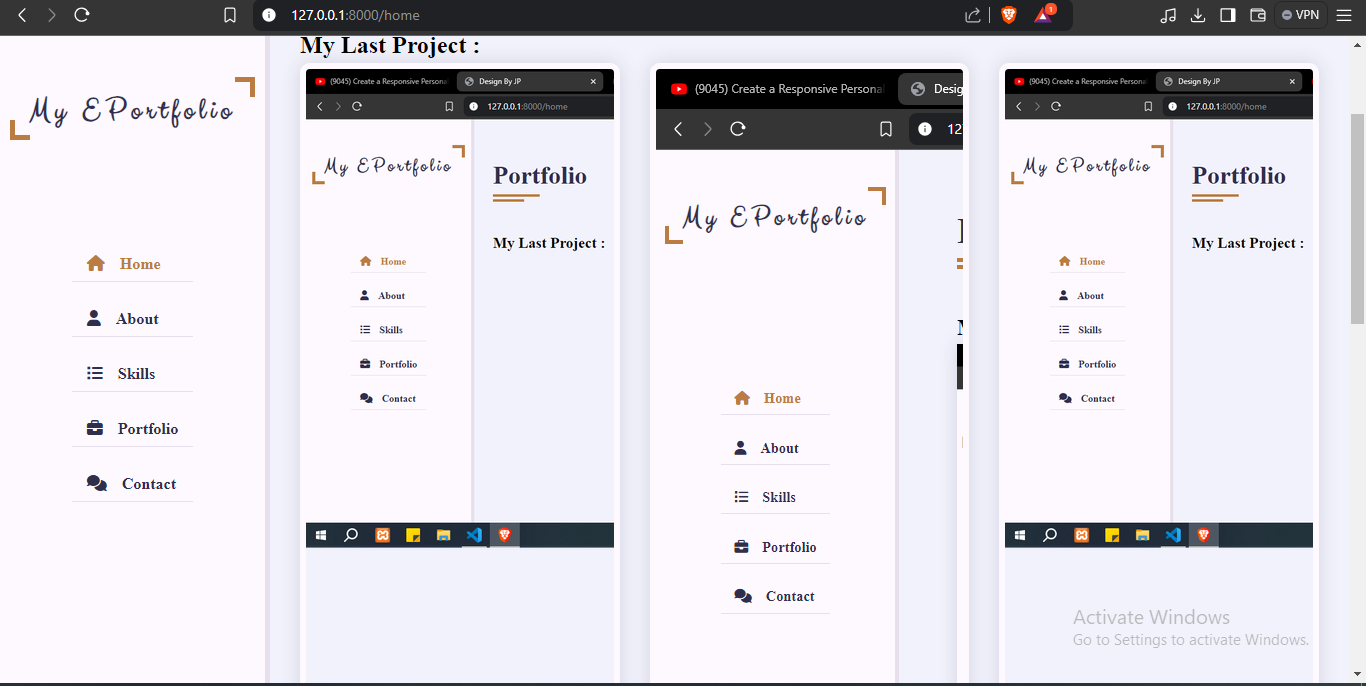 127.0.0.1:8000/home
1
VPN
My EPortfolio
Home
About
Skills
Portfolio
Contact
My Last Project :
(9045) Create a Responsive Persona
Design By JP
127.0.0.1:8000/home
My EPortfolio
Portfolio
My Last Project :
Home
About
Skills
Portfolio
Contact
(9045) Create a Responsive Personal
Desig
12
My EPortfolio
Home
About
Skills
Portfolio
Contact
(9045) Create a Responsive Persona
Design By JP
127.0.0.1:8000/home
My EPortfolio
Portfolio
My Last Project :
Home
About
Skills
Portfolio
Contact
Activate Windows
Go to Settings to activate Windows.